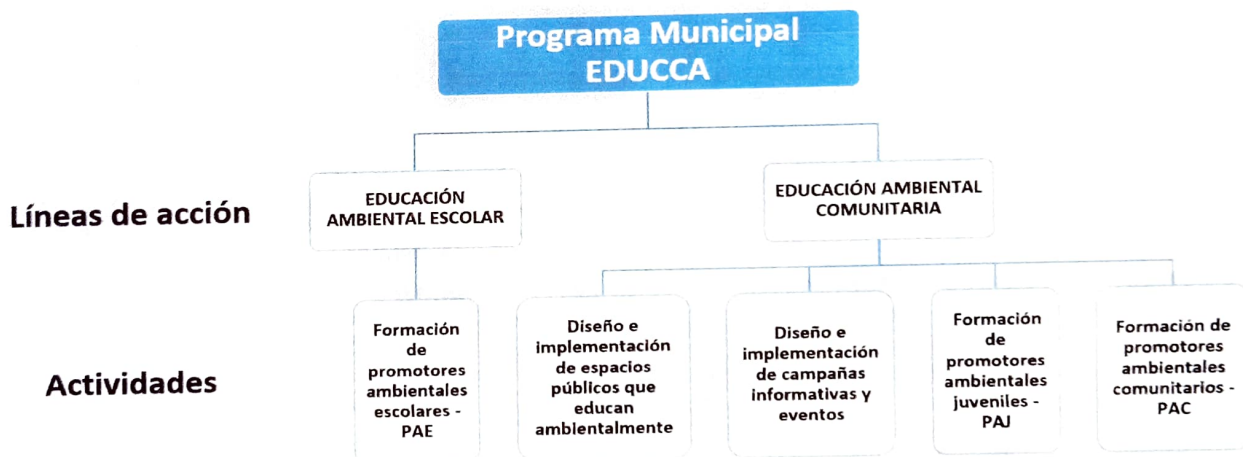 Programa Municipal
EDUCCA
Líneas de acción
EDUCACIÓN
AMBIENTAL ESCOLAR
EDUCACIÓN AMBIENTAL
COMUNITARIA
Actividades
Formación
de
promotores
ambientales
escolares -
PAE
Diseño e
implementación
de espacios
públicos que
educan
ambientalmente
Diseño e
implementación
de campañas
informativas y
eventos
Formación
de
promotores
ambientales
juveniles -
PAJ
Formación de
promotores
ambientales
comunitarios -
PAC